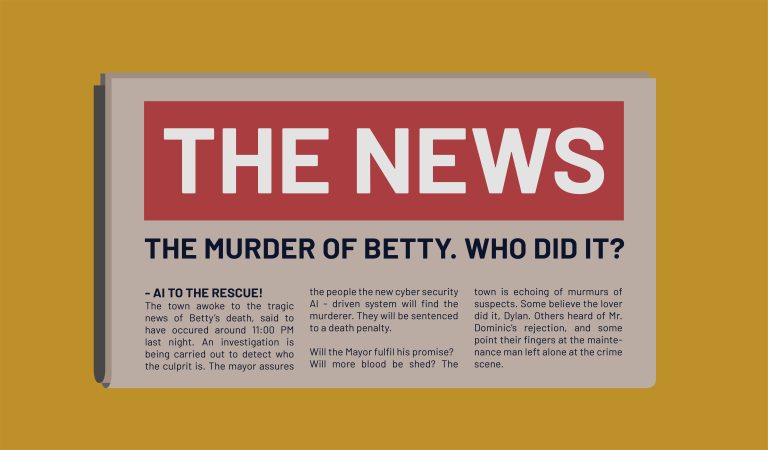 THE NEWS
THE MURDER OF BETTY. WHO DID IT?
- AI TO THE RESCUE!
The town awoke to the tragic
news of Betty's death, said to
have occured around 11:00 PM
last night. An investigation is
being carried out to detect who
the culprit is. The mayor assures
the people the new cyber security
AI - driven system will find the
murderer. They will be sentenced
to a death penalty.
Will the Mayor fulfil his promise?
Will more blood be shed? The
town is echoing of murmurs of
suspects. Some believe the lover
did it, Dylan. Others heard of Mr.
Dominic's rejection, and some
point their fingers at the mainte-
nance man left alone at the crime
scene.